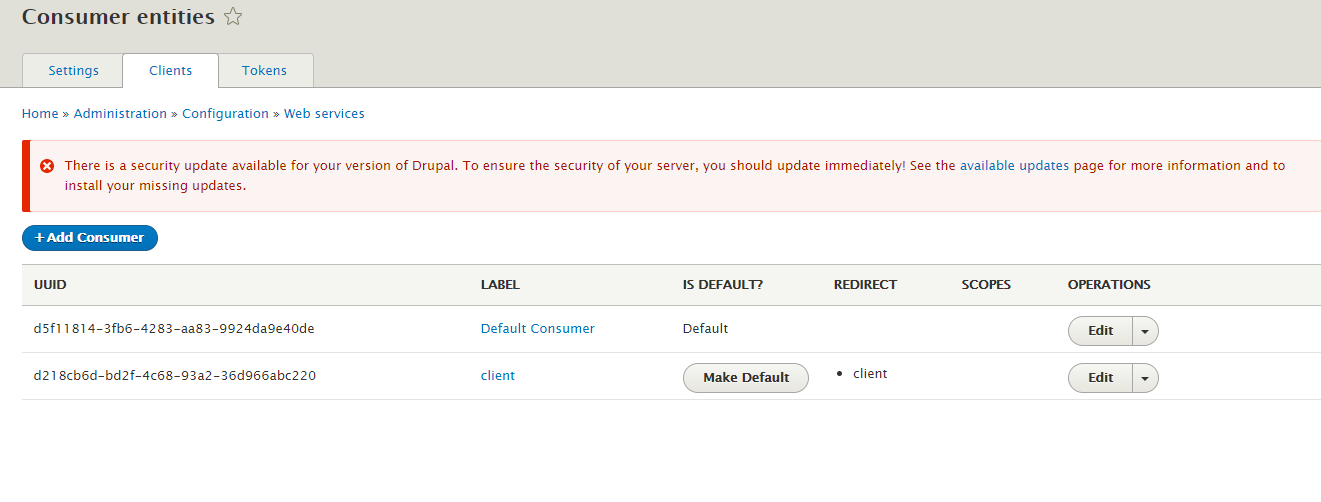 Consumer entities
Settings Clients Tokens
Home » Administration » Configuration » Web services
There is a security update available for your version of Drupal. To ensure the security of your server, you should update immediately! See the available updates page for more information and to
install your missing updates.
+ Add Consumer
UUID LABEL IS DEFAULT? REDIRECT SCOPES OPERATIONS
d5f11814-3fb6-4283-aa83-9924da9e40de Default Consumer Default Edit
d218cb6d-bd2f-4c68-93a2-36d966abc220 client Make Default • client Edit